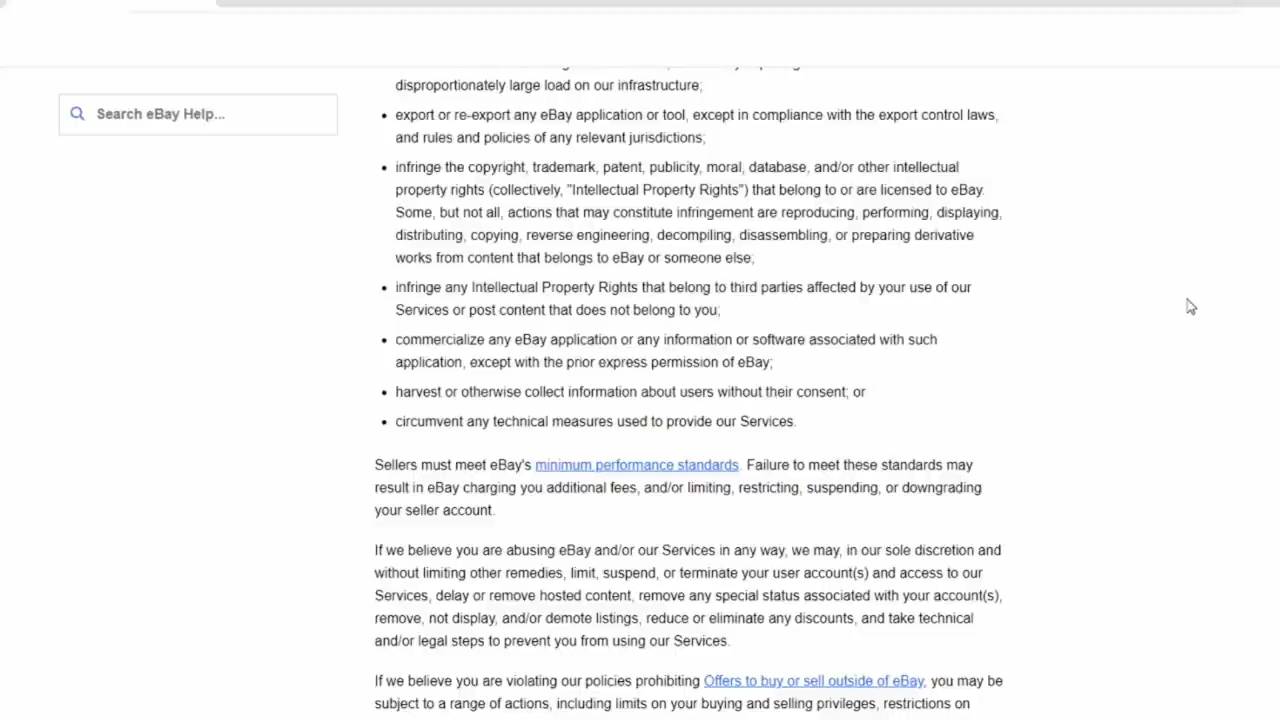 disproportionately large load on our infrastructure;
Search eBay Help...
• export or re-export any eBay application or tool, except in compliance with the export control laws,
and rules and policies of any relevant jurisdictions;
• infringe the copyright, trademark, patent, publicity, moral, database, and/or other intellectual
property rights (collectively, "Intellectual Property Rights") that belong to or are licensed to eBay.
Some, but not all, actions that may constitute infringement are reproducing, performing, displaying,
distributing, copying, reverse engineering, decompiling, disassembling, or preparing derivative
works from content that belongs to eBay or someone else;
• infringe any Intellectual Property Rights that belong to third parties affected by your use of our
Services or post content that does not belong to you;
• commercialize any eBay application or any information or software associated with such
application, except with the prior express permission of eBay;
• harvest or otherwise collect information about users without their consent; or
• circumvent any technical measures used to provide our Services.
Sellers must meet eBay's minimum performance standards. Failure to meet these standards may
result in eBay charging you additional fees, and/or limiting, restricting, suspending, or downgrading
your seller account.
If we believe you are abusing eBay and/or our Services in any way, we may, in our sole discretion and
without limiting other remedies, limit, suspend, or terminate your user account(s) and access to our
Services, delay or remove hosted content, remove any special status associated with your account(s),
remove, not display, and/or demote listings, reduce or eliminate any discounts, and take technical
and/or legal steps to prevent you from using our Services.
If we believe you are violating our policies prohibiting Offers to buy or sell outside of eBay, you may be
subject to a range of actions, including limits on your buying and selling privileges, restrictions on